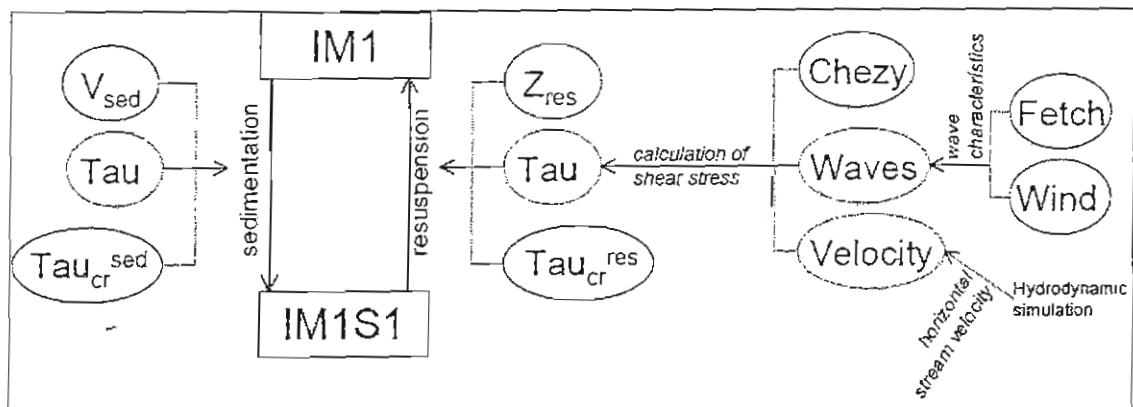 IM1
V_sed
Tau
Tau_cr^sed
sedimentation
resuspension
IM1S1
Z_res
Tau
Tau_cr^res
calculation of
shear stress
Chezy
Waves
Velocity
wave
characteristics
Fetch
Wind
horizontal
stream velocity
Hydrodynamic
simulation